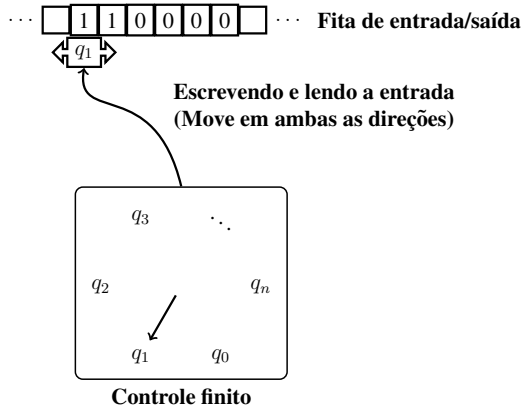 ··· 1 1 0 0 0 0 ··· Fita de entrada/saída
q1
Escrevendo e lendo a entrada
(Move em ambas as direções)
q3 ⋱
q2 qn
q1 q0
Controle finito